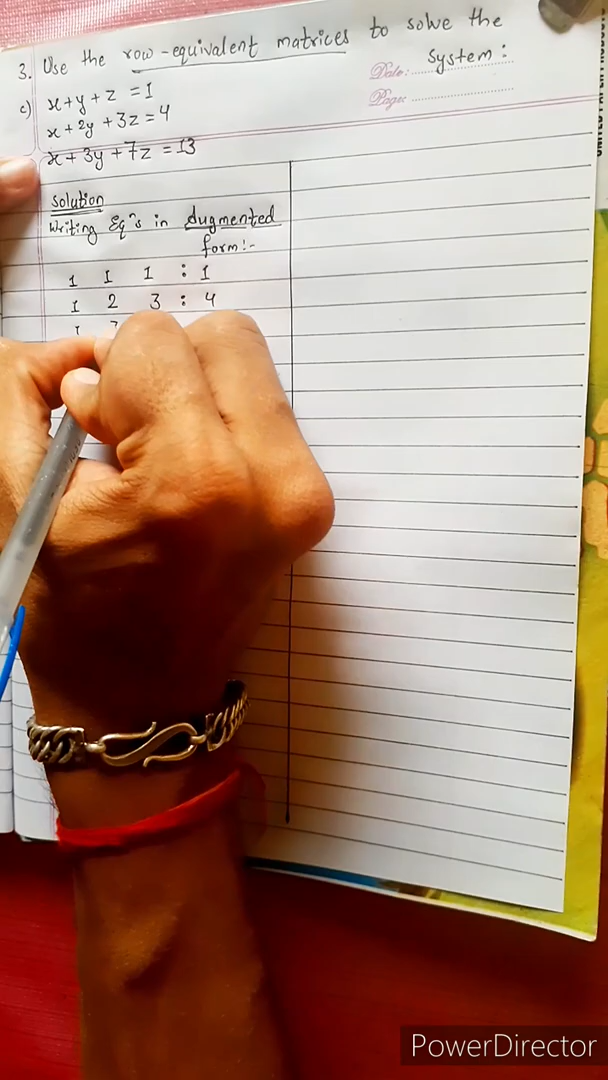 3. Use the row-equivalent matrices to solve the
system:
Date:
Page:
c) x+y+z =1
x+2y+3z=4
x+3y+7z=13
Solution
Writing Eqⁿs in Augmented
form:-
1 1 1 : 1
1 2 3 : 4
PowerDirector